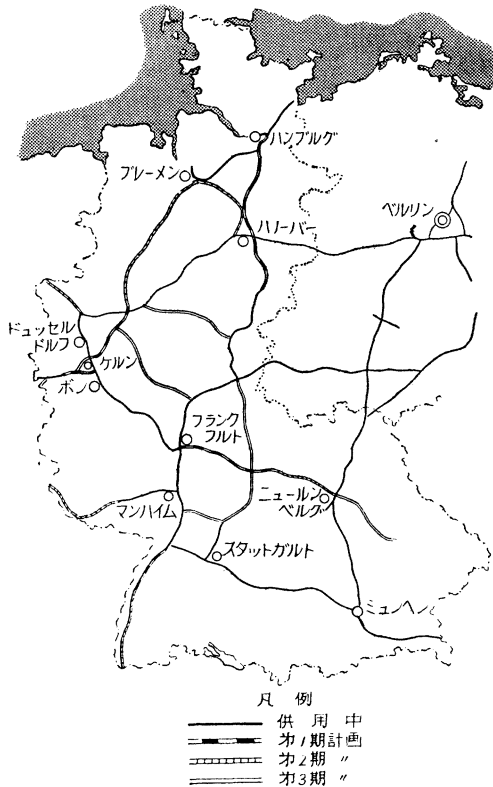 ハンブルグ
ブレーメン
ベルリン
ハノーバー
ドュッセル
ドルフ
ケルン
ボン
フランク
フルト
ニュールン
ベルグ
マンハイム
スタットガルト
ミュンヘン
凡例
供用中
第1期計画
第2期 〃
第3期 〃